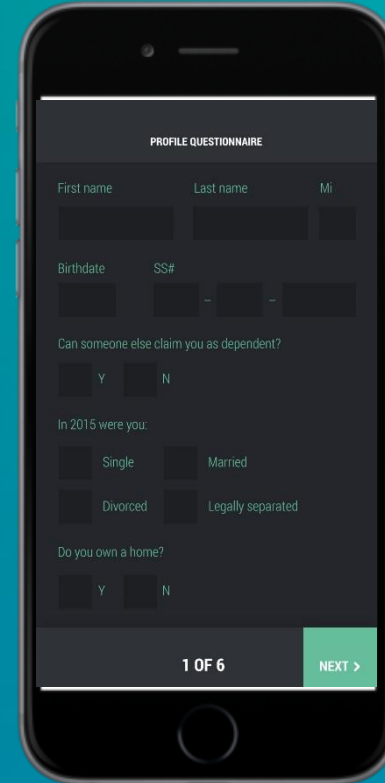 PROFILE QUESTIONNAIRE
First name Last name Mi
Birthdate SS#
– –
Can someone else claim you as dependent?
Y N
In 2015 were you:
Single Married
Divorced Legally separated
Do you own a home?
Y N
1 OF 6 NEXT >